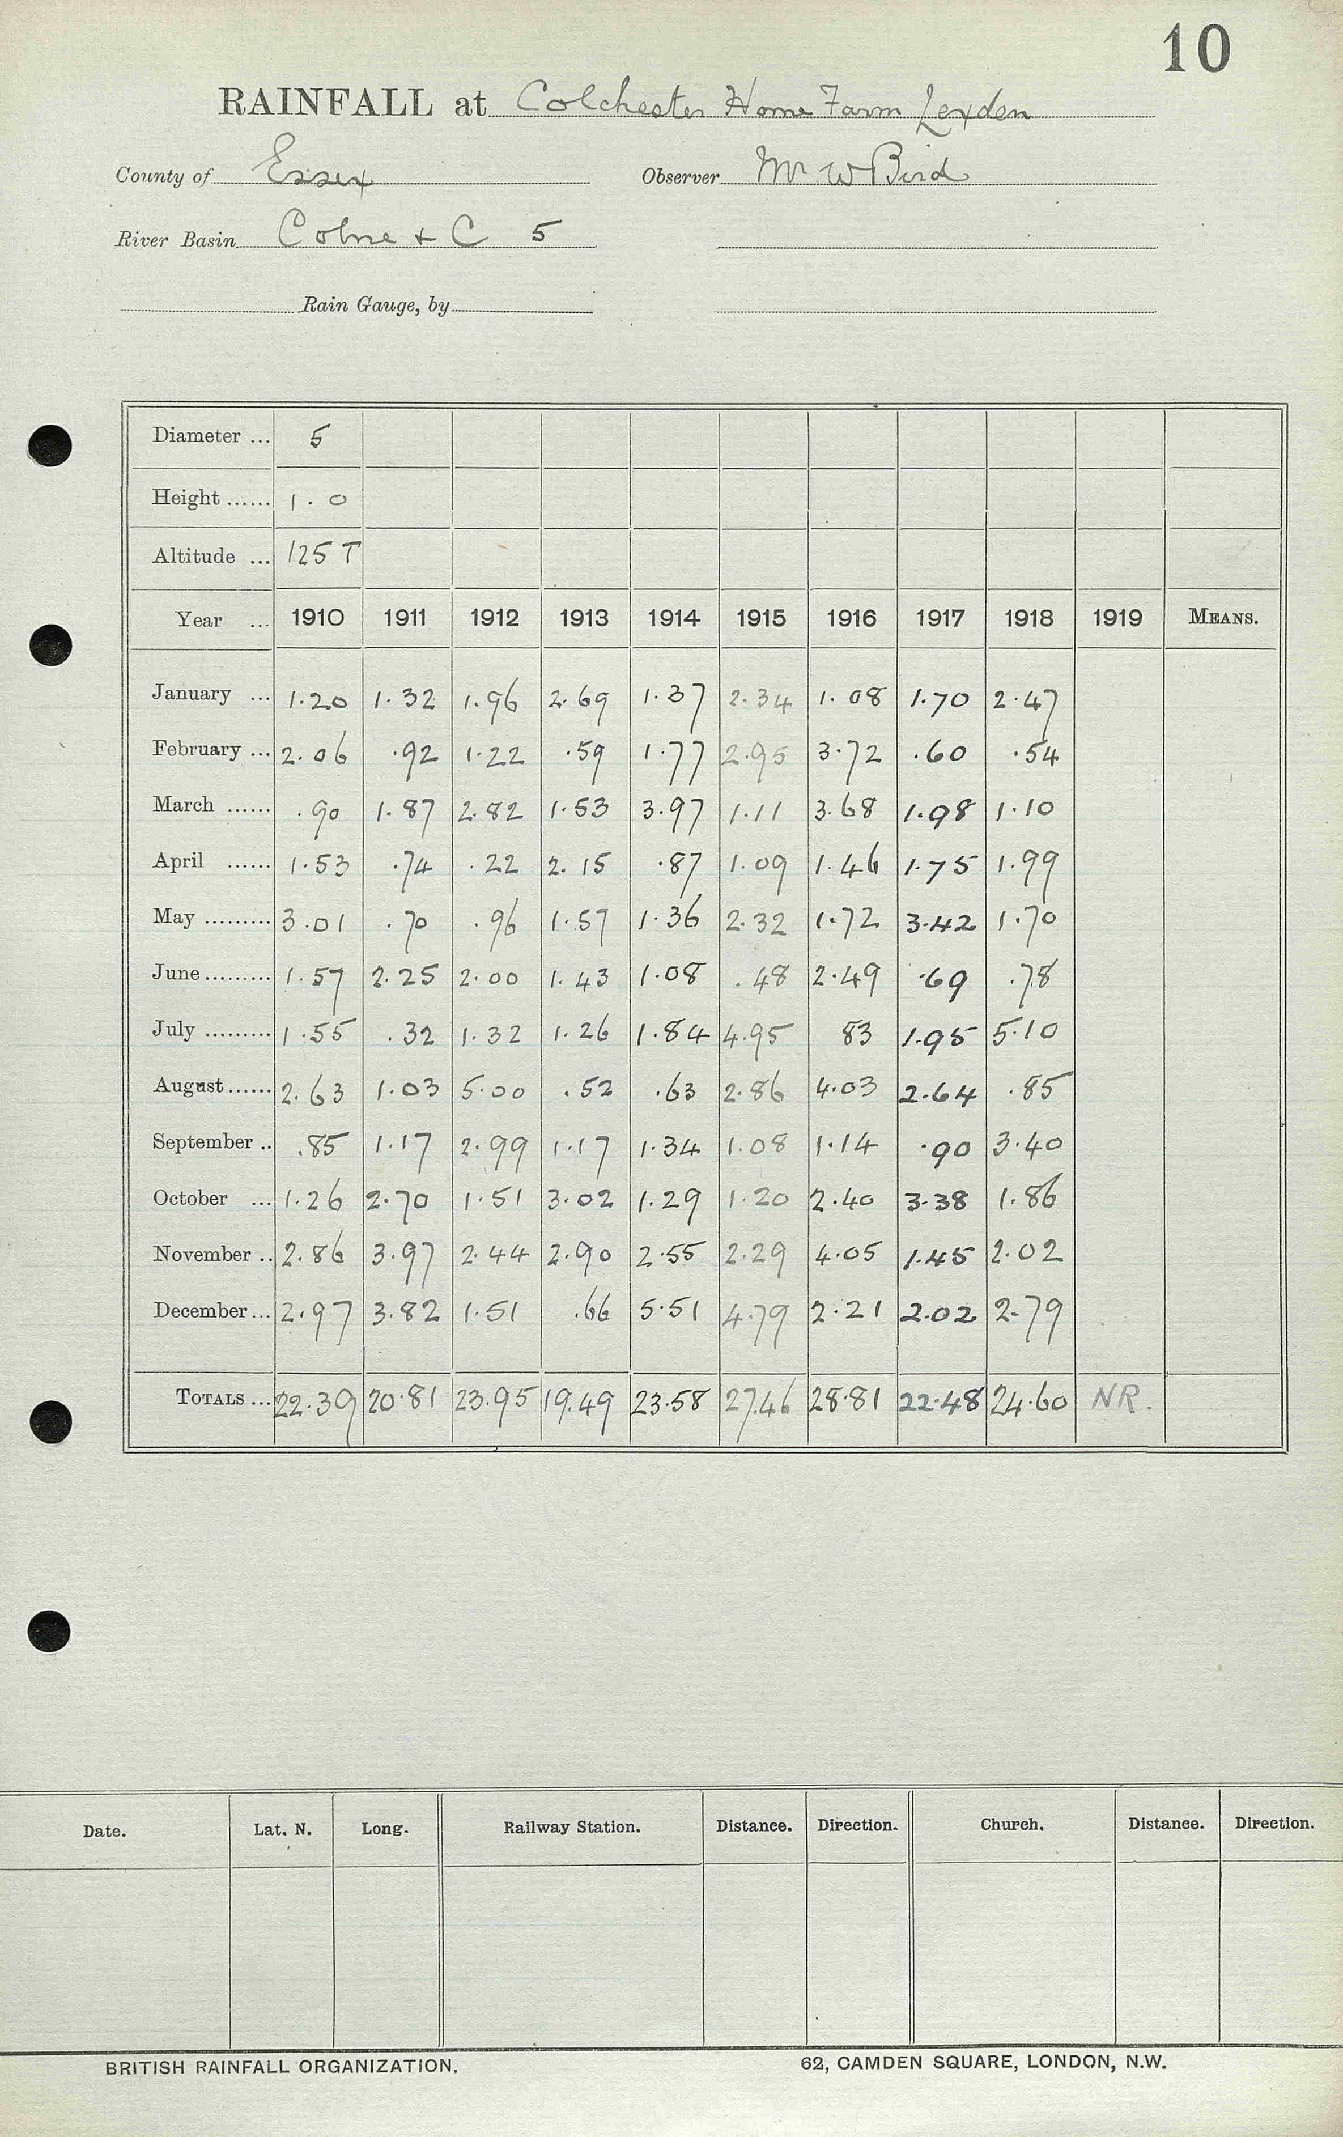 10
RAINFALL at Colchester Home Farm Lexden
County of Essex Observer Mr W Bird
River Basin Colne + C 5
Rain Gauge, by
Diameter ... 5
Height ...... 1.0
Altitude ... 125 T
Year ... 1910 1911 1912 1913 1914 1915 1916 1917 1918 1919 MEANS.
January ... 1.20 1.32 1.96 2.69 1.37 2.34 1.08 1.70 2.47
February ... 2.06 .92 1.22 .59 1.77 2.95 3.72 .60 .54
March ...... .90 1.87 2.82 1.53 3.97 1.11 3.68 1.98 1.10
April ...... 1.53 .74 .22 2.15 .87 1.09 1.46 1.75 1.99
May ......... 3.01 .70 .96 1.57 1.36 2.32 1.72 3.42 1.70
June ......... 1.57 2.25 2.00 1.43 1.08 .48 2.49 .69 .78
July ......... 1.55 .32 1.32 1.26 1.84 4.95 83 1.95 5.10
August ...... 2.63 1.03 5.00 .52 .63 2.86 4.03 2.64 .85
September .. .85 1.17 2.99 1.17 1.34 1.08 1.14 .90 3.40
October ... 1.26 2.70 1.51 3.02 1.29 1.20 2.40 3.38 1.86
November .. 2.86 3.97 2.44 2.90 2.55 2.29 4.05 1.45 2.02
December ... 2.97 3.82 1.51 .66 5.51 4.79 2.21 2.02 2.79
TOTALS ... 22.39 20.81 23.95 19.49 23.58 27.46 28.81 22.48 24.60 NR.
Date. Lat. N. Long. Railway Station. Distance. Direction. Church. Distance. Direction.
BRITISH RAINFALL ORGANIZATION. 62, CAMDEN SQUARE, LONDON, N.W.